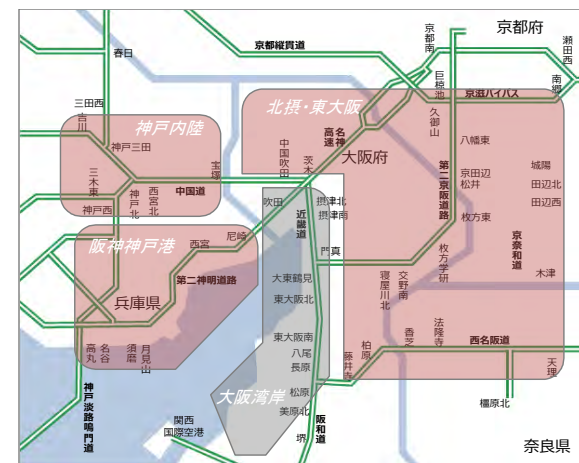 京都府
京都南
瀬田西
春日
京都縦貫道
巨椋池
南郷
京滋バイパス
三田西
吉川
北摂・東大阪
久御山
神戸内陸
神戸三田
中国吹田
茨木
名神高速
大阪府
八幡東
三木東
宝塚
第二京阪道路
京田辺松井
城陽
田辺北
田辺西
神戸西
神戸北
西宮北
中国道
吹田
近畿道
摂津北
摂津南
枚方東
京奈和道
阪神神戸港
西宮
尼崎
門真
枚方学研
第二神明道路
大東鶴見
寝屋川北
交野南
木津
兵庫県
東大阪北
高丸
名谷
須磨
月見山
東大阪南
八尾
長原
藤井寺
柏原
香芝
法隆寺
西名阪道
天理
神戸淡路鳴門道
大阪湾岸
松原
美原北
堺
阪和道
橿原北
関西
国際空港
奈良県